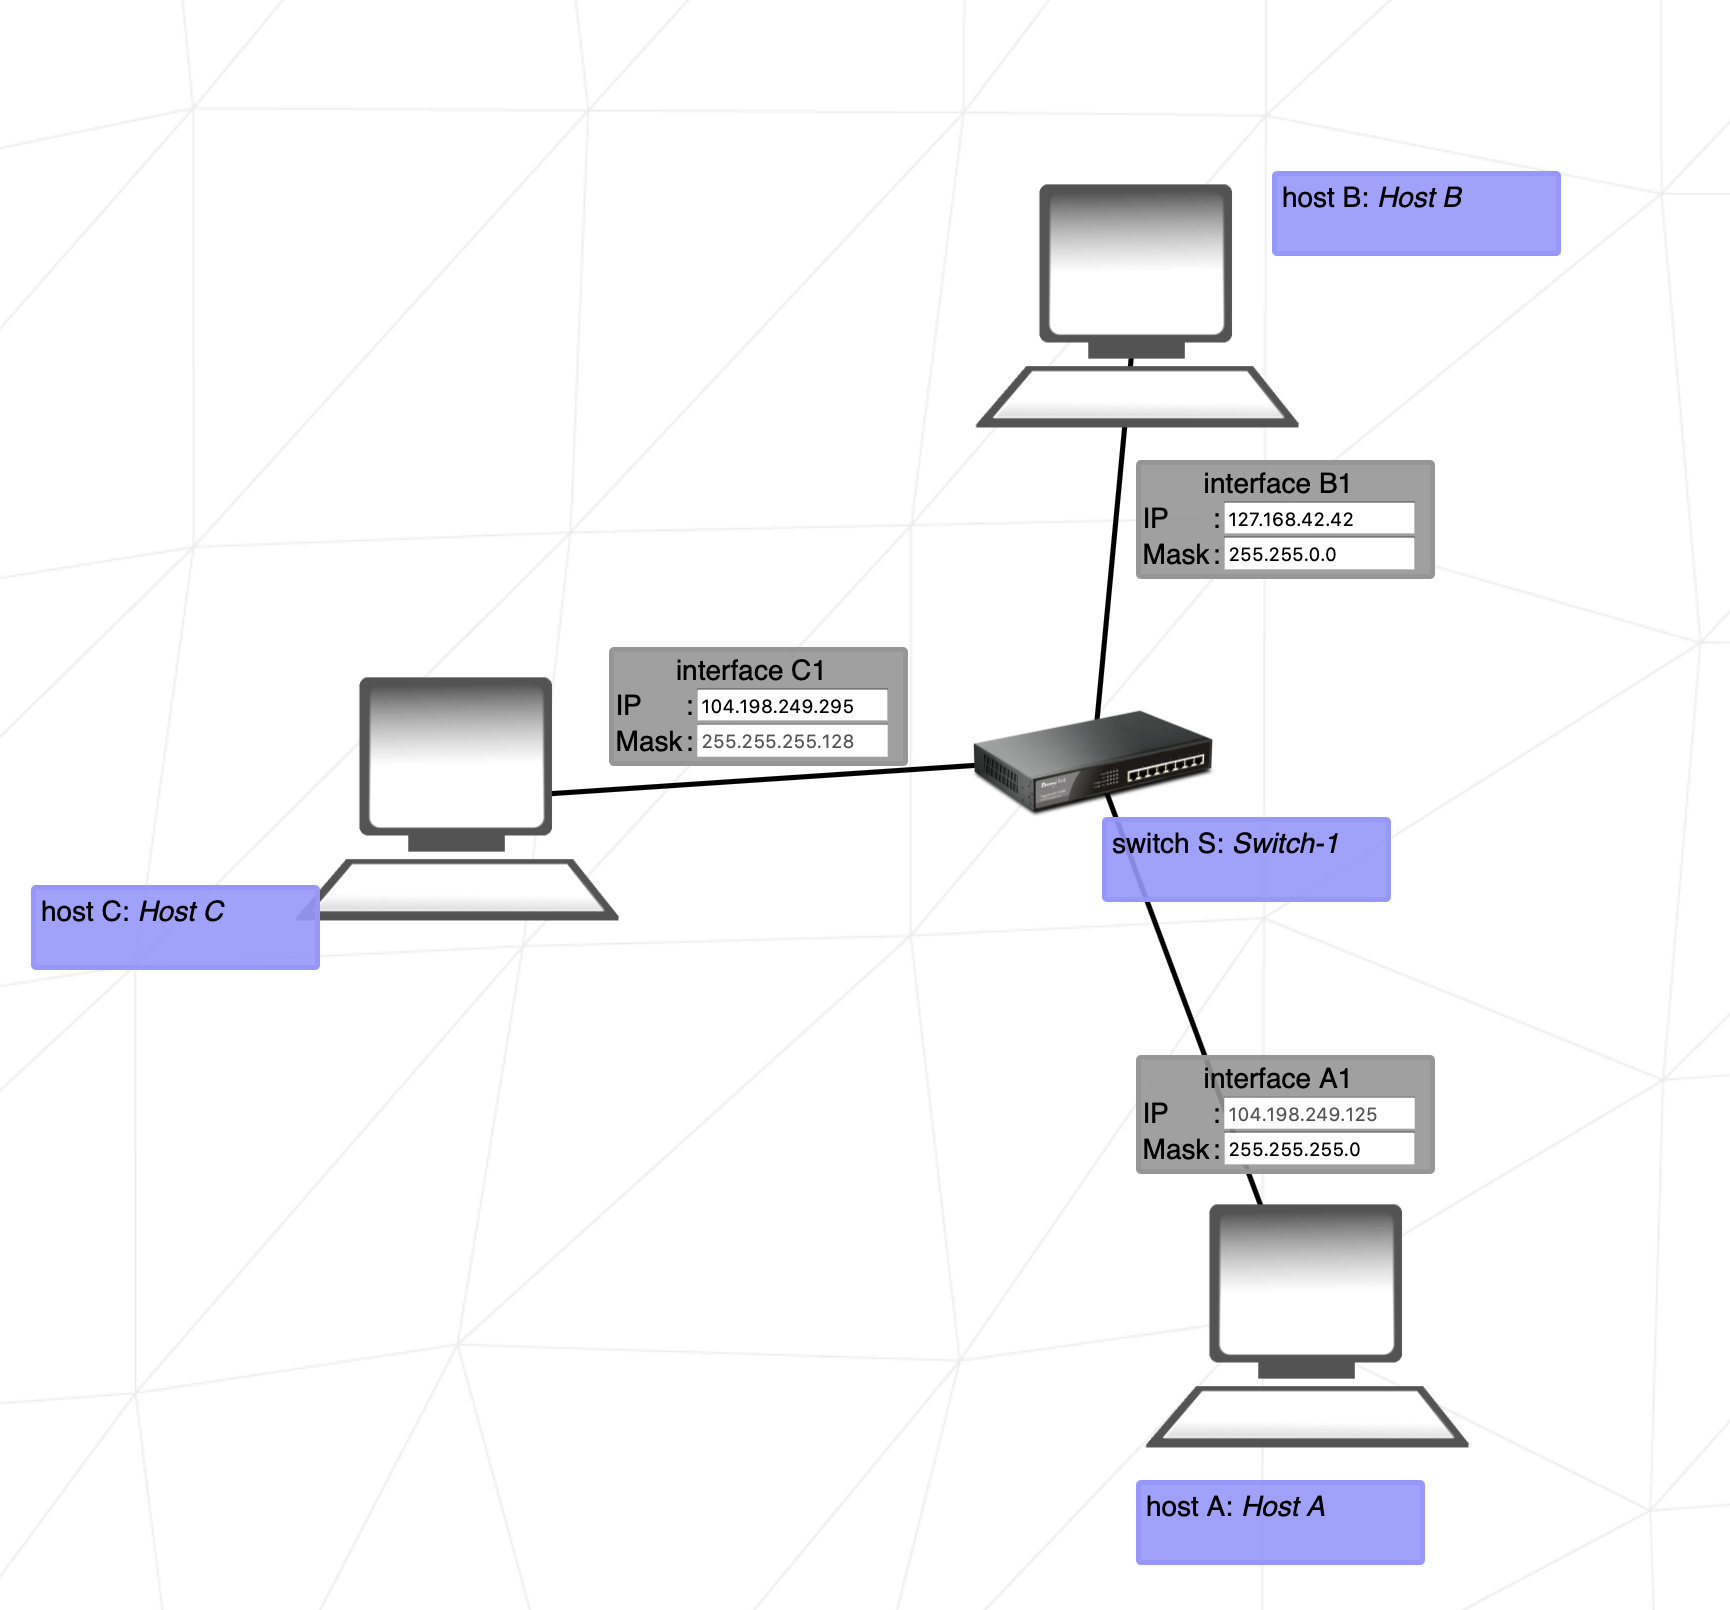 host B: Host B
interface B1
IP : 127.168.42.42
Mask : 255.255.0.0
interface C1
IP : 104.198.249.295
Mask : 255.255.255.128
switch S: Switch-1
host C: Host C
interface A1
IP : 104.198.249.125
Mask : 255.255.255.0
host A: Host A